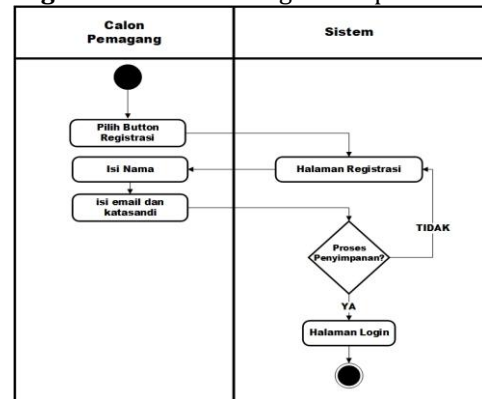 Calon
Pemagang
Sistem
Pilih Button
Registrasi
Isi Nama
Halaman Registrasi
isi email dan
katasandi
TIDAK
Proses
Penyimpanan?
YA
Halaman Login